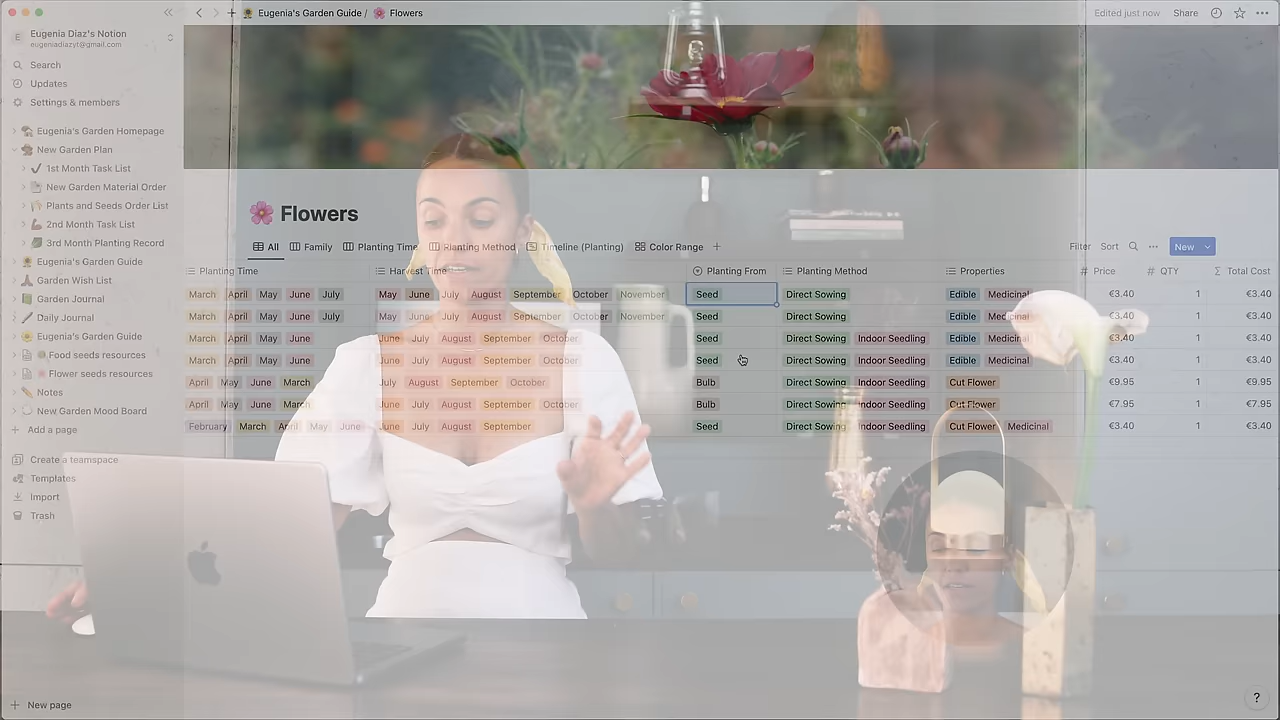 Eugenia's Garden Guide / Flowers
Edited just now Share
E Eugenia Diaz's Notion
eugeniadiazyt@gmail.com
Search
Updates
Settings & members
Eugenia's Garden Homepage
New Garden Plan
1st Month Task List
New Garden Material Order
Plants and Seeds Order List
2nd Month Task List
3rd Month Planting Record
Eugenia's Garden Guide
Garden Wish List
Garden Journal
Daily Journal
Eugenia's Garden Guide
Food seeds resources
Flower seeds resources
Notes
New Garden Mood Board
Add a page
Create a teamspace
Templates
Import
Trash
New page
Flowers
All Family Planting Time Planting Method Timeline (Planting) Color Range
Filter Sort New
Planting Time Harvest Time Planting From Planting Method Properties # Price # QTY Σ Total Cost
March April May June July May June July August September October November Seed Direct Sowing Edible Medicinal €3.40 1 €3.40
March April May June July May June July August September October November Seed Direct Sowing Edible Medicinal €3.40 1 €3.40
March April May June June July August September October Seed Direct Sowing Indoor Seedling Edible Medicinal €3.40 1 €3.40
March April May June June July August September October Seed Direct Sowing Indoor Seedling Edible Medicinal €3.40 1 €3.40
April May June March July August September October Bulb Direct Sowing Indoor Seedling Cut Flower €9.95 1 €9.95
April May June March June July August September October Bulb Direct Sowing Indoor Seedling Cut Flower €7.95 1 €7.95
February March April May June June July August September Seed Direct Sowing Indoor Seedling Cut Flower Medicinal €3.40 1 €3.40
?